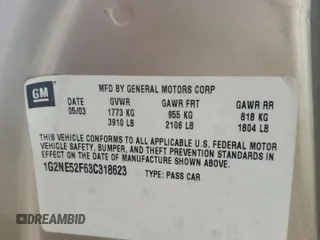 GM
MFD BY GENERAL MOTORS CORP
DATE GVWR GAWR FRT GAWR RR
05/03 1773 KG 955 KG 818 KG
3910 LB 2106 LB 1804 LB
THIS VEHICLE CONFORMS TO ALL APPLICABLE U.S. FEDERAL MOTOR
VEHICLE SAFETY, BUMPER, AND THEFT PREVENTION STANDARDS
IN EFFECT ON THE DATE OF MANUFACTURE SHOWN ABOVE.
1G2NE52F63C318623
TYPE: PASS CAR
DREAMBID